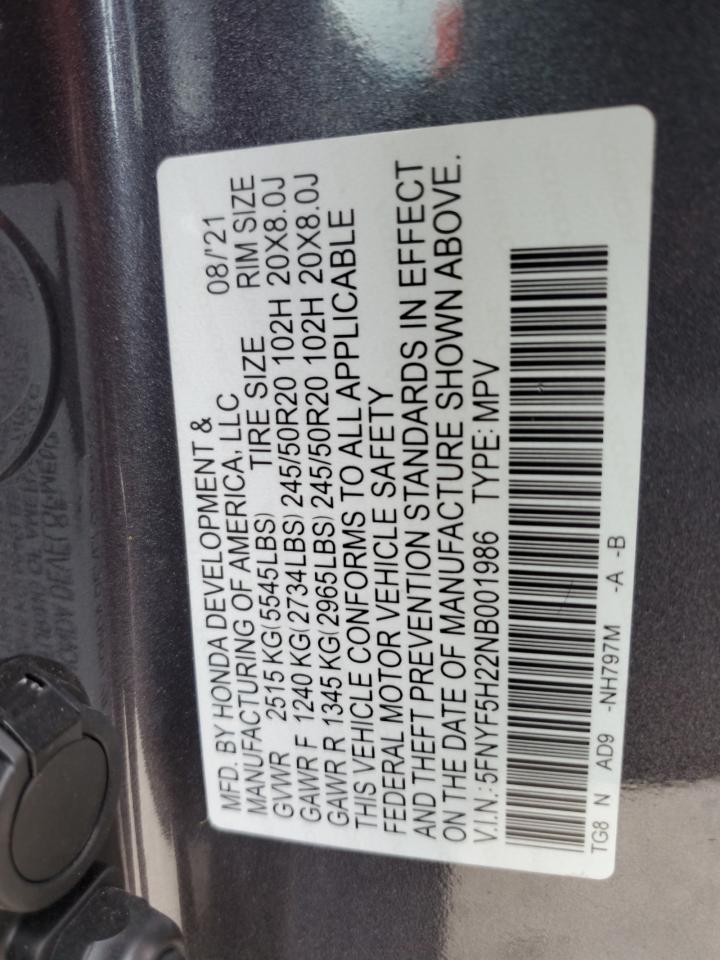 MFD. BY HONDA DEVELOPMENT &
MANUFACTURING OF AMERICA, LLC 08/'21
GVWR 2515 KG(5545LBS) TIRE SIZE RIM SIZE
GAWR F 1240 KG(2734LBS) 245/50R20 102H 20X8.0J
GAWR R 1345 KG(2965LBS) 245/50R20 102H 20X8.0J
THIS VEHICLE CONFORMS TO ALL APPLICABLE
FEDERAL MOTOR VEHICLE SAFETY
AND THEFT PREVENTION STANDARDS IN EFFECT
ON THE DATE OF MANUFACTURE SHOWN ABOVE.
V.I.N.: 5FNYF5H22NB001986 TYPE: MPV
TG8 N AD9 -NH797M -A -B